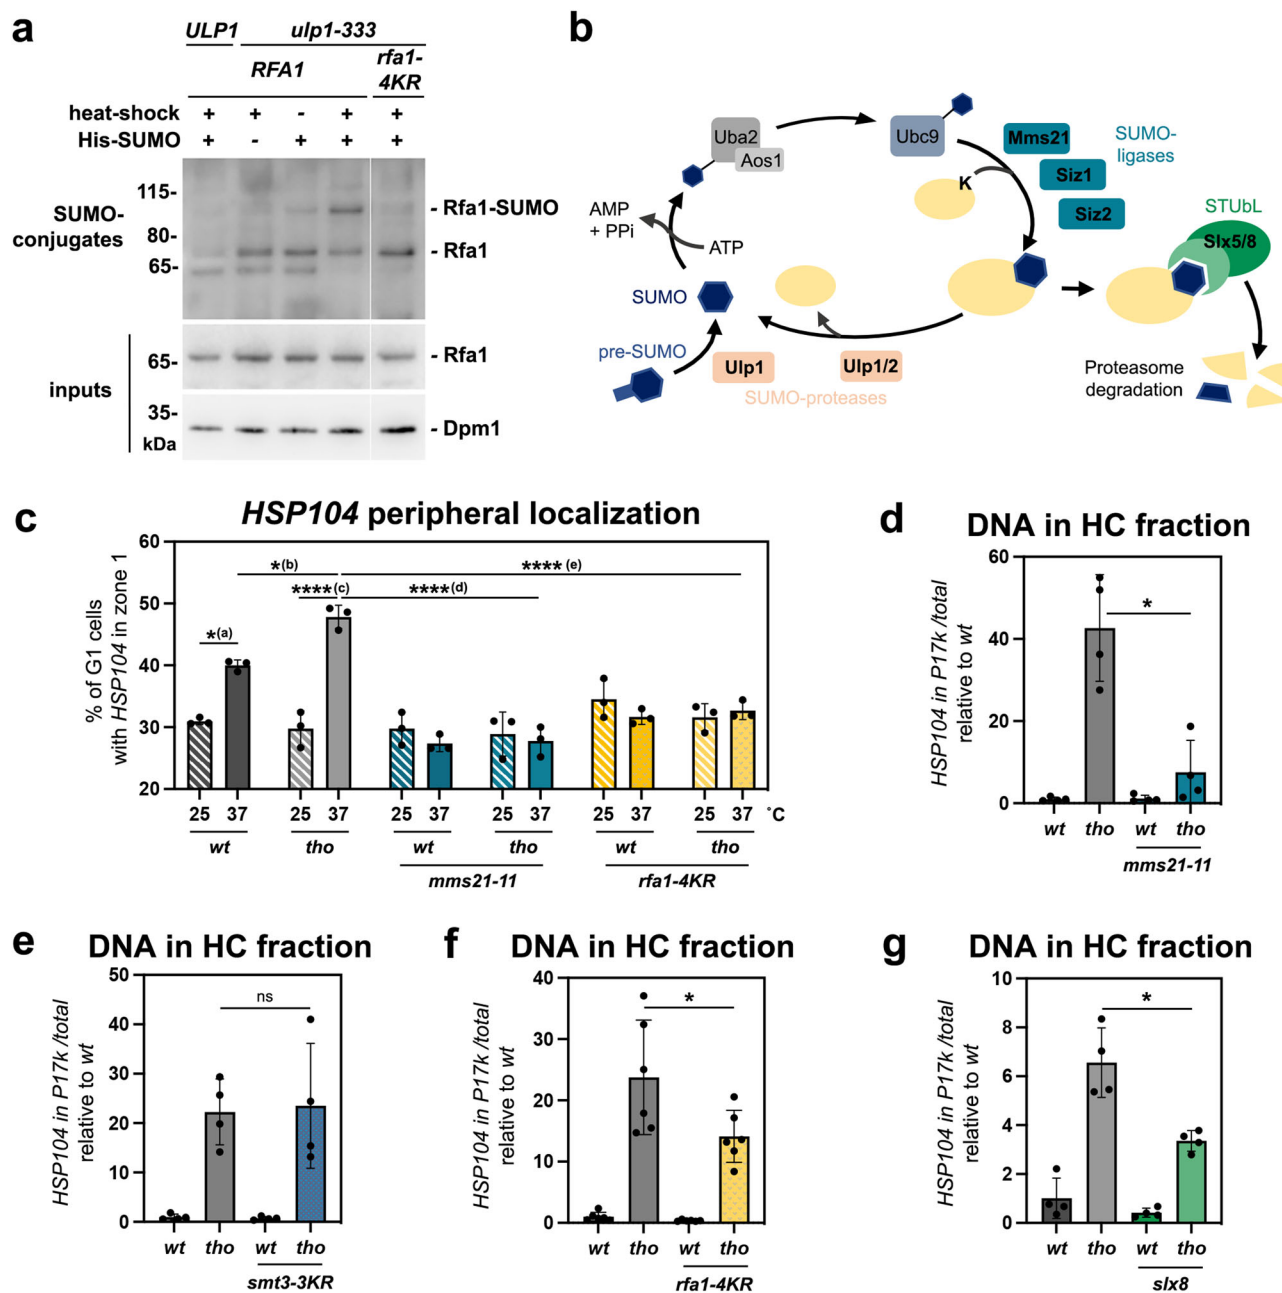 a
ULP1 ulp1-333
RFA1 rfa1-
4KR
heat-shock + + - + +
His-SUMO + - + + +
115-
SUMO-
conjugates
80-
65-
- Rfa1-SUMO
- Rfa1
inputs
65-
- Rfa1
35-
kDa
- Dpm1
b
Uba2
Aos1
Ubc9
Mms21
Siz1
Siz2
SUMO-
ligases
K
AMP
+ PPi
ATP
SUMO
pre-SUMO
Ulp1
Ulp1/2
SUMO-proteases
STUbL
Slx5/8
Proteasome
degradation
c
HSP104 peripheral localization
% of G1 cells
with HSP104 in zone 1
60
50
40
30
20
*(a)
*(b)
****(c)
****(d)
****(e)
25 37 25 37 25 37 25 37 25 37 25 37 °C
wt tho wt tho wt tho
mms21-11 rfa1-4KR
d
DNA in HC fraction
HSP104 in P17k /total
relative to wt
60
40
20
0
*
wt tho wt tho
mms21-11
e
DNA in HC fraction
HSP104 in P17k /total
relative to wt
50
40
30
20
10
0
ns
wt tho wt tho
smt3-3KR
f
DNA in HC fraction
HSP104 in P17k /total
relative to wt
40
30
20
10
0
*
wt tho wt tho
rfa1-4KR
g
DNA in HC fraction
HSP104 in P17k /total
relative to wt
10
8
6
4
2
0
*
wt tho wt tho
slx8